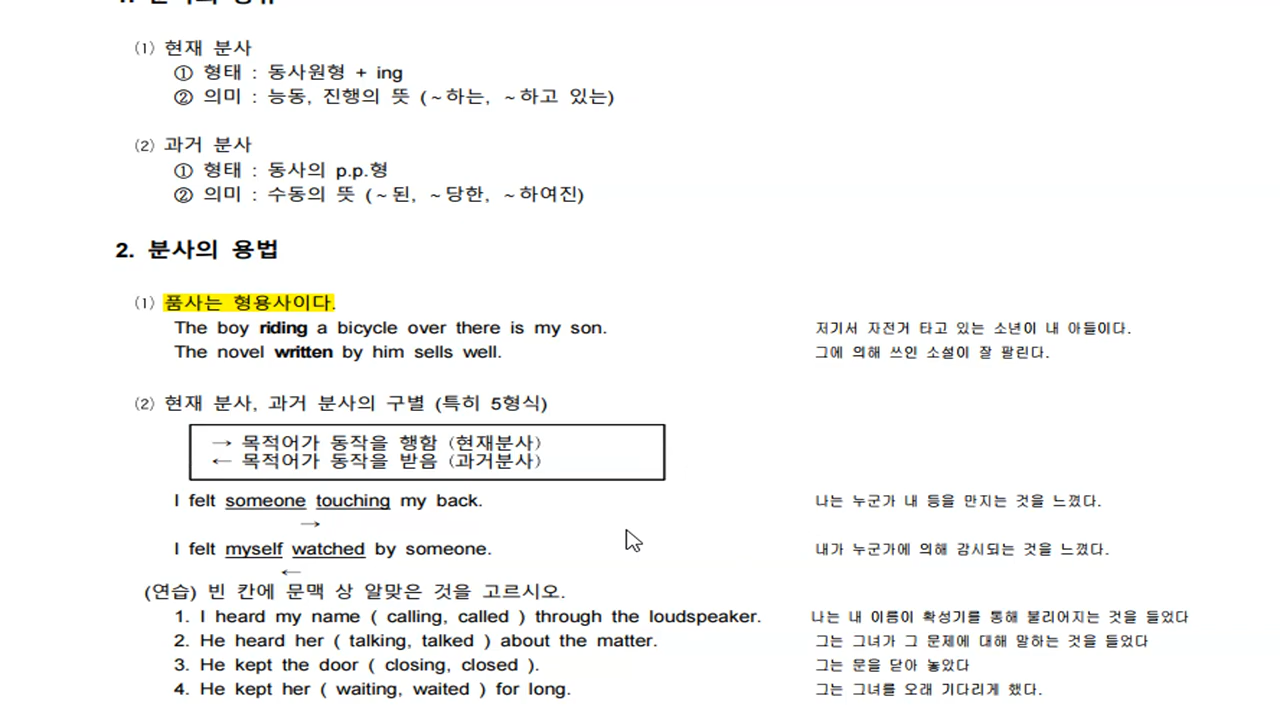 (1) 현재 분사
① 형태 : 동사원형 + ing
② 의미 : 능동, 진행의 뜻 (~하는, ~하고 있는)
(2) 과거 분사
① 형태 : 동사의 p.p.형
② 의미 : 수동의 뜻 (~된, ~당한, ~하여진)
2. 분사의 용법
(1) 품사는 형용사이다.
The boy riding a bicycle over there is my son. 저기서 자전거 타고 있는 소년이 내 아들이다.
The novel written by him sells well. 그에 의해 쓰인 소설이 잘 팔린다.
(2) 현재 분사, 과거 분사의 구별 (특히 5형식)
→ 목적어가 동작을 행함 (현재분사)
← 목적어가 동작을 받음 (과거분사)
I felt someone touching my back. 나는 누군가 내 등을 만지는 것을 느꼈다.
→
I felt myself watched by someone. 내가 누군가에 의해 감시되는 것을 느꼈다.
←
(연습) 빈 칸에 문맥 상 알맞은 것을 고르시오.
1. I heard my name ( calling, called ) through the loudspeaker. 나는 내 이름이 확성기를 통해 불리어지는 것을 들었다
2. He heard her ( talking, talked ) about the matter. 그는 그녀가 그 문제에 대해 말하는 것을 들었다
3. He kept the door ( closing, closed ). 그는 문을 닫아 놓았다
4. He kept her ( waiting, waited ) for long. 그는 그녀를 오래 기다리게 했다.